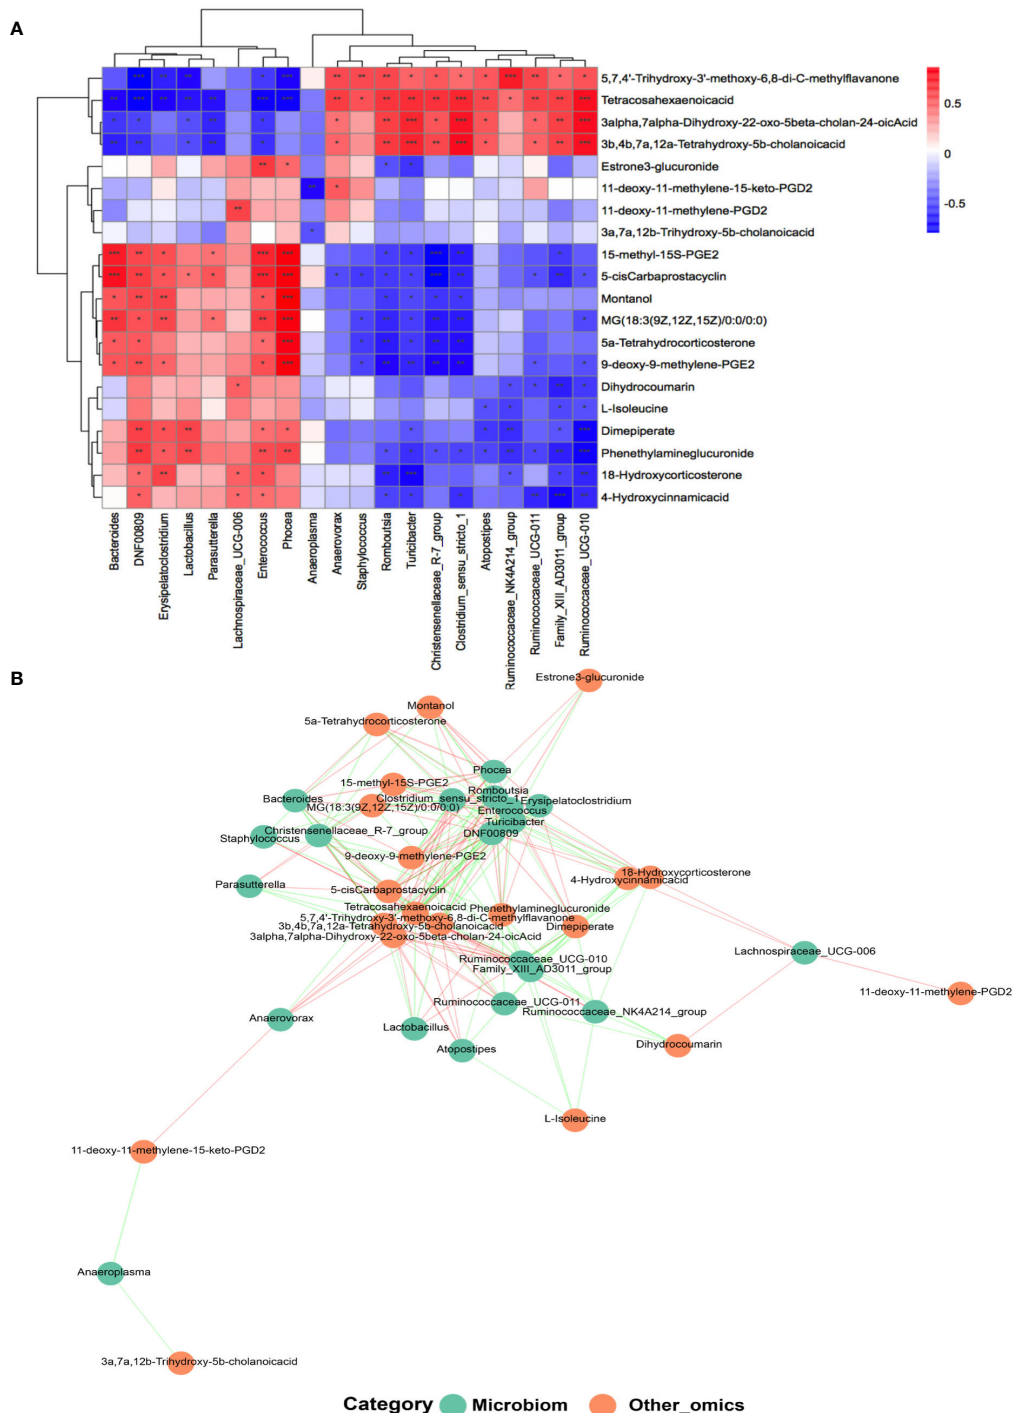 A
5,7,4'-Trihydroxy-3'-methoxy-6,8-di-C-methylflavanone
Tetracosahexaenoicacid
3alpha,7alpha-Dihydroxy-22-oxo-5beta-cholan-24-oicAcid
3b,4b,7a,12a-Tetrahydroxy-5b-cholanoicacid
Estrone3-glucuronide
11-deoxy-11-methylene-15-keto-PGD2
11-deoxy-11-methylene-PGD2
3a,7a,12b-Trihydroxy-5b-cholanoicacid
15-methyl-15S-PGE2
5-cisCarbaprostacyclin
Montanol
MG(18:3(9Z,12Z,15Z)/0:0/0:0)
5a-Tetrahydrocorticosterone
9-deoxy-9-methylene-PGE2
Dihydrocoumarin
L-Isoleucine
Dimepiperate
Phenethylamineglucuronide
18-Hydroxycorticosterone
4-Hydroxycinnamicacid
0.5
0
-0.5
Bacteroides
DNF00809
Erysipelatoclostridium
Lactobacillus
Parasutterella
Lachnospiraceae_UCG-006
Enterococcus
Phocea
Anaeroplasma
Anaerovorax
Staphylococcus
Romboutsia
Turicibacter
Christensenellaceae_R-7_group
Clostridium_sensu_stricto_1
Atopostipes
Ruminococcaceae_NK4A214_group
Ruminococcaceae_UCG-011
Family_XIII_AD3011_group
Ruminococcaceae_UCG-010
B
Estrone3-glucuronide
Montanol
5a-Tetrahydrocorticosterone
Phocea
15-methyl-15S-PGE2
Romboutsia
Bacteroides
Clostridium_sensu_stricto_1
Erysipelatoclostridium
MG(18:3(9Z,12Z,15Z)/0:0/0:0)
Enterococcus
Turicibacter
Christensenellaceae_R-7_group
DNF00809
Staphylococcus
9-deoxy-9-methylene-PGE2
18-Hydroxycorticosterone
4-Hydroxycinnamicacid
Parasutterella
5-cisCarbaprostacyclin
Tetracosahexaenoicacid
Phenethylamineglucuronide
5,7,4'-Trihydroxy-3'-methoxy-6,8-di-C-methylflavanone
3b,4b,7a,12a-Tetrahydroxy-5b-cholanoicacid
Dimepiperate
3alpha,7alpha-Dihydroxy-22-oxo-5beta-cholan-24-oicAcid
Lachnospiraceae_UCG-006
Ruminococcaceae_UCG-010
Family_XIII_AD3011_group
11-deoxy-11-methylene-PGD2
Ruminococcaceae_UCG-011
Ruminococcaceae_NK4A214_group
Anaerovorax
Lactobacillus
Dihydrocoumarin
Atopostipes
L-Isoleucine
11-deoxy-11-methylene-15-keto-PGD2
Anaeroplasma
3a,7a,12b-Trihydroxy-5b-cholanoicacid
Category Microbiom Other_omics